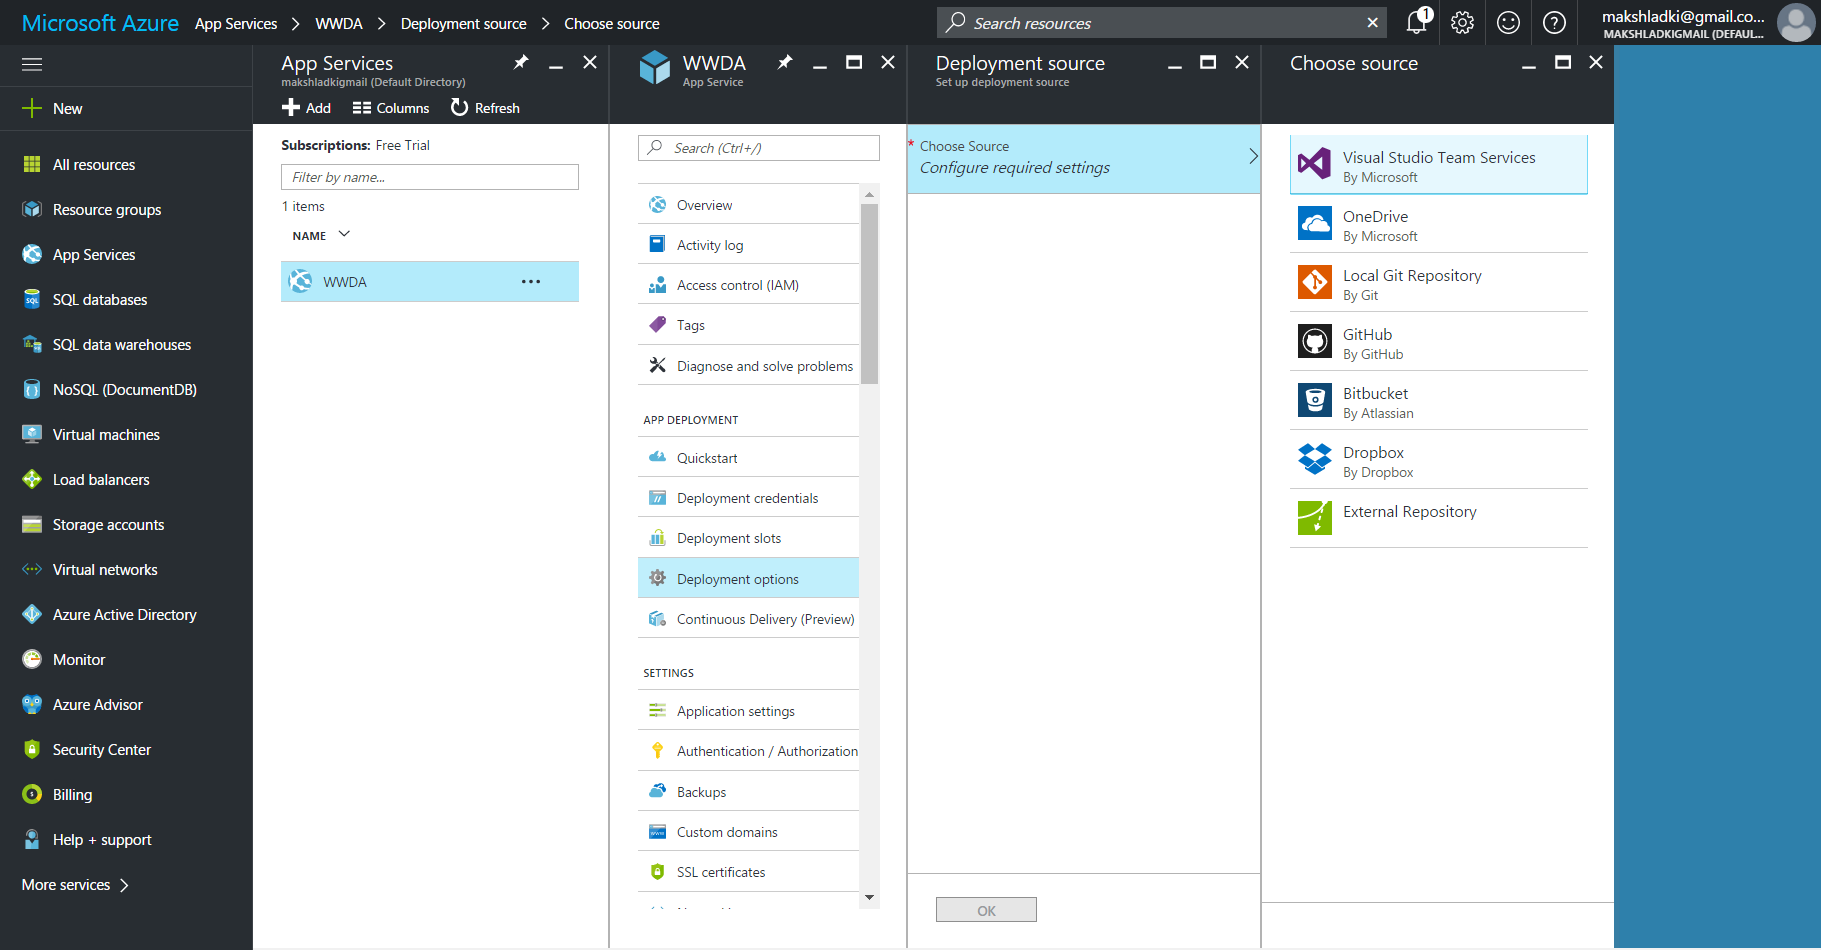 Microsoft Azure App Services > WWDA > Deployment source > Choose source
Search resources
1
makshladki@gmail.co...
MAKSHLADKIGMAIL (DEFAUL...
New
All resources
Resource groups
App Services
SQL databases
SQL data warehouses
NoSQL (DocumentDB)
Virtual machines
Load balancers
Storage accounts
Virtual networks
Azure Active Directory
Monitor
Azure Advisor
Security Center
Billing
Help + support
More services >
App Services
makshladkigmail (Default Directory)
Add Columns Refresh
Subscriptions: Free Trial
Filter by name...
1 items
NAME
WWDA ...
WWDA
App Service
Search (Ctrl+/)
Overview
Activity log
Access control (IAM)
Tags
Diagnose and solve problems
APP DEPLOYMENT
Quickstart
Deployment credentials
Deployment slots
Deployment options
Continuous Delivery (Preview)
SETTINGS
Application settings
Authentication / Authorization
Backups
Custom domains
SSL certificates
Deployment source
Set up deployment source
* Choose Source
Configure required settings
OK
Choose source
Visual Studio Team Services
By Microsoft
OneDrive
By Microsoft
Local Git Repository
By Git
GitHub
By GitHub
Bitbucket
By Atlassian
Dropbox
By Dropbox
External Repository